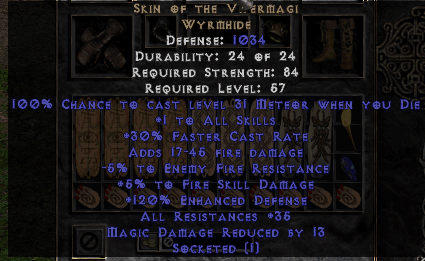 Skin of the Vipermagi
Wyrmhide
Defense: 1034
Durability: 24 of 24
Required Strength: 84
Required Level: 57
100% Chance to cast level 31 Meteor when you Die
+1 to All Skills
+30% Faster Cast Rate
Adds 17-45 fire damage
-5% to Enemy Fire Resistance
+5% to Fire Skill Damage
+120% Enhanced Defense
All Resistances +35
Magic Damage Reduced by 13
Socketed (1)